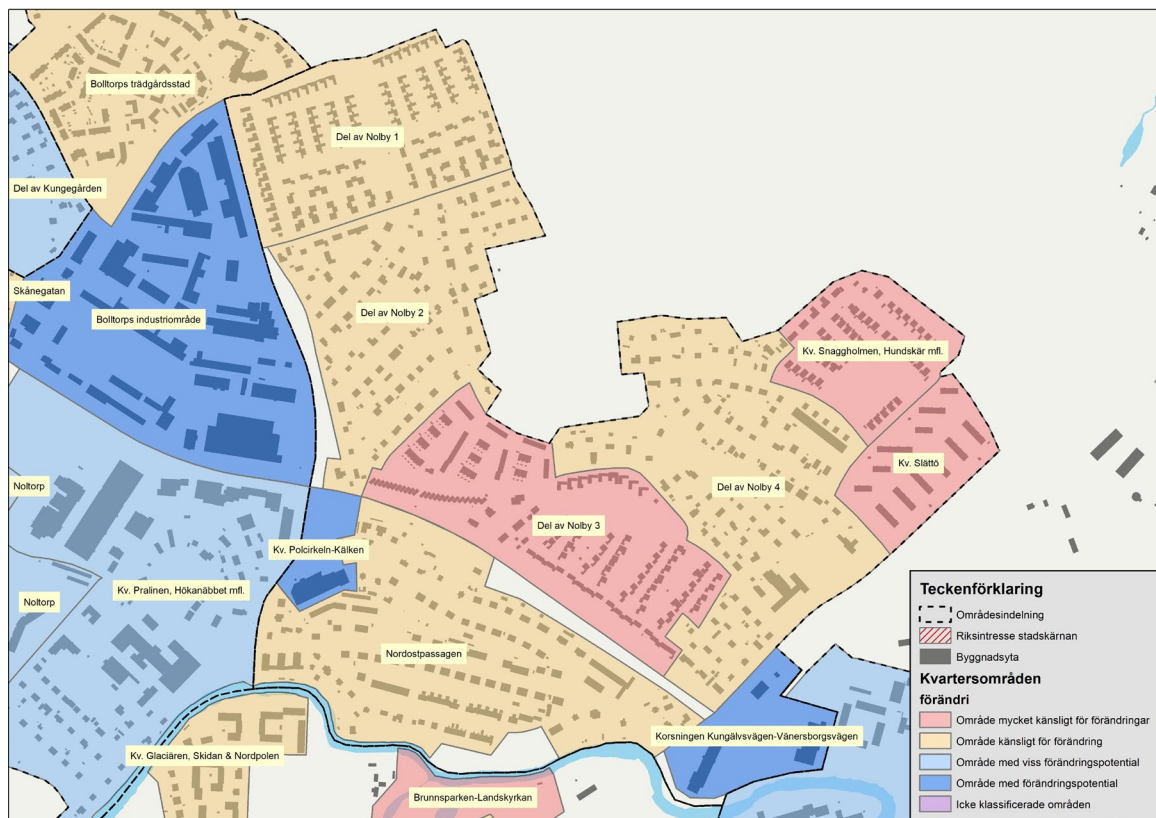 Bolltorps trädgårdsstad
Del av Nolby 1
Del av Kungegården
Skånegatan
Bolltorps industriområde
Del av Nolby 2
Kv. Snaggholmen, Hundskär mfl.
Kv. Slättö
Noltorp
Del av Nolby 4
Del av Nolby 3
Kv. Polcirkeln-Kälken
Kv. Pralinen, Hökanäbbet mfl.
Noltorp
Nordostpassagen
Korsningen Kungälvsvägen-Vänersborgsvägen
Kv. Glaciären, Skidan & Nordpolen
Brunnsparken-Landskyrkan
Teckenförklaring
Områdesindelning
Riksintresse stadskärnan
Byggnadsyta
Kvartersområden
förändri
Område mycket känsligt för förändringar
Område känsligt för förändring
Område med viss förändringspotential
Område med förändringspotential
Icke klassificerade områden